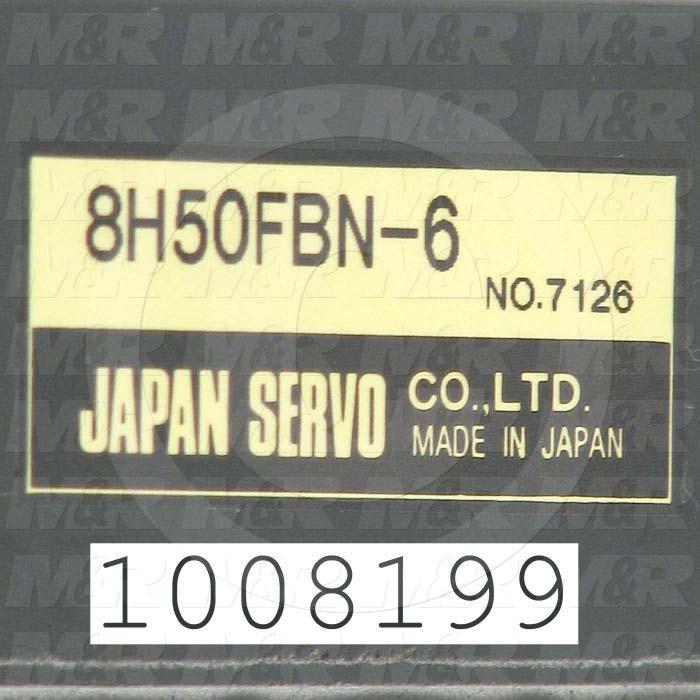 8H50FBN-6
NO.7126
JAPAN SERVO CO.,LTD.
MADE IN JAPAN
1008199
M&R